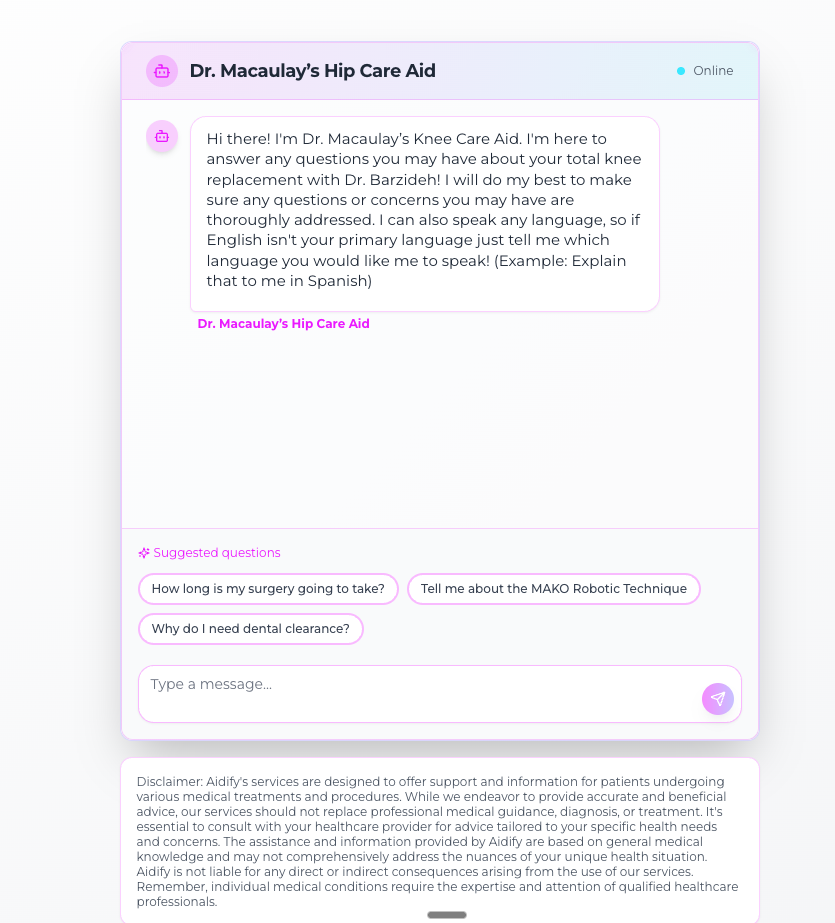 Dr. Macaulay’s Hip Care Aid
Online
Hi there! I'm Dr. Macaulay’s Knee Care Aid. I'm here to
answer any questions you may have about your total knee
replacement with Dr. Barzideh! I will do my best to make
sure any questions or concerns you may have are
thoroughly addressed. I can also speak any language, so if
English isn't your primary language just tell me which
language you would like me to speak! (Example: Explain
that to me in Spanish)
Dr. Macaulay’s Hip Care Aid
Suggested questions
How long is my surgery going to take?
Tell me about the MAKO Robotic Technique
Why do I need dental clearance?
Type a message...
Disclaimer: Aidify's services are designed to offer support and information for patients undergoing
various medical treatments and procedures. While we endeavor to provide accurate and beneficial
advice, our services should not replace professional medical guidance, diagnosis, or treatment. It's
essential to consult with your healthcare provider for advice tailored to your specific health needs
and concerns. The assistance and information provided by Aidify are based on general medical
knowledge and may not comprehensively address the nuances of your unique health situation.
Aidify is not liable for any direct or indirect consequences arising from the use of our services.
Remember, individual medical conditions require the expertise and attention of qualified healthcare
professionals.